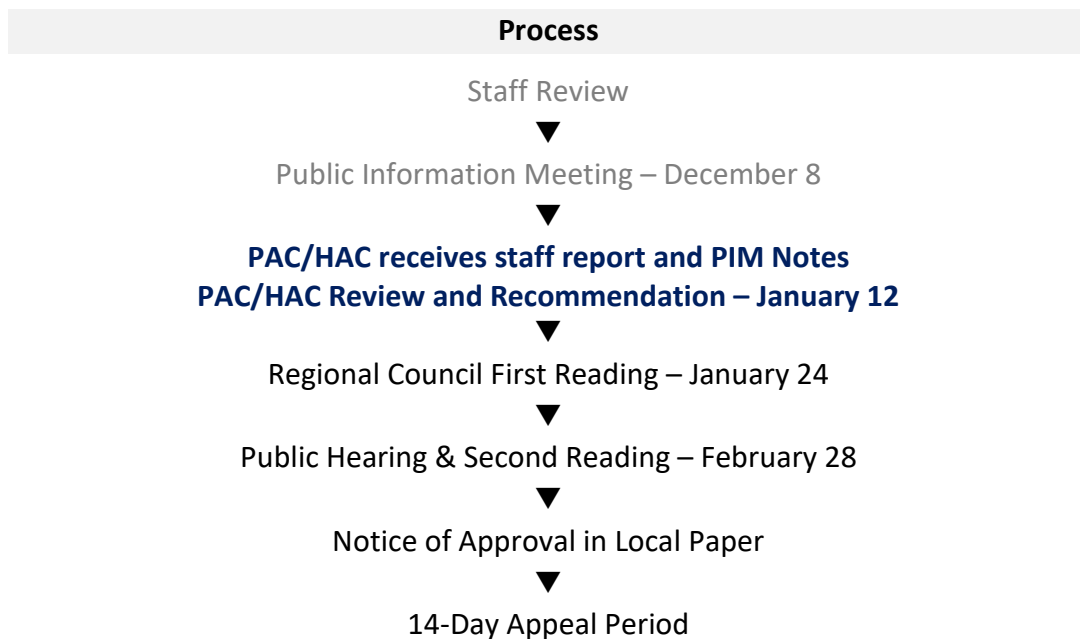 Process
Staff Review
Public Information Meeting – December 8
PAC/HAC receives staff report and PIM Notes
PAC/HAC Review and Recommendation – January 12
Regional Council First Reading – January 24
Public Hearing & Second Reading – February 28
Notice of Approval in Local Paper
14-Day Appeal Period